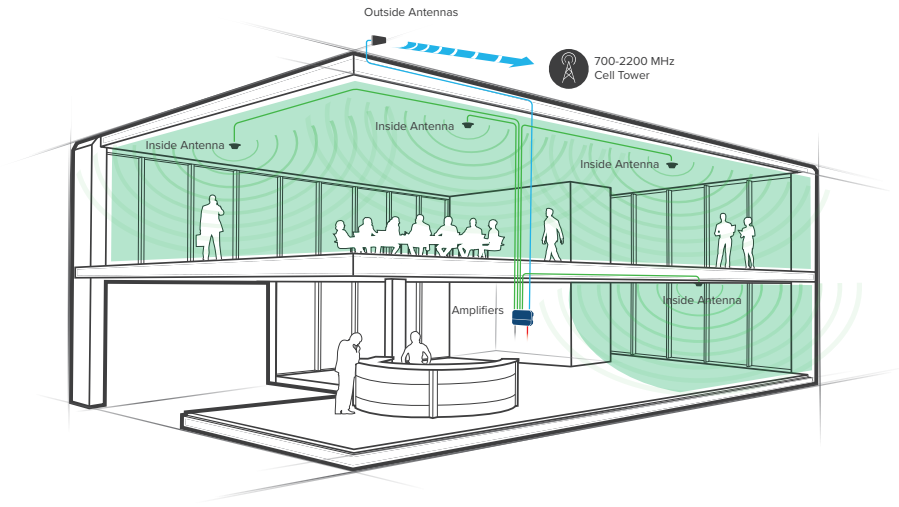 Outside Antennas
700-2200 MHz
Cell Tower
Inside Antenna
Inside Antenna
Inside Antenna
Inside Antenna
Amplifiers